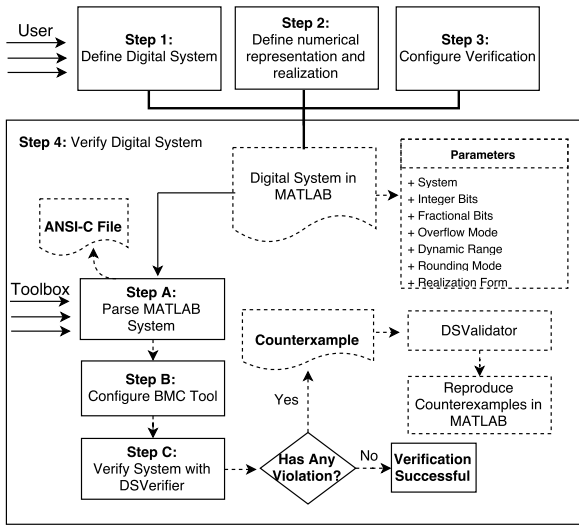 User
Step 1:
Define Digital System
Step 2:
Define numerical
representation and
realization
Step 3:
Configure Verification
Step 4: Verify Digital System
Digital System in
MATLAB
Parameters
+ System
+ Integer Bits
+ Fractional Bits
+ Overflow Mode
+ Dynamic Range
+ Rounding Mode
+ Realization Form
ANSI-C File
Toolbox
Step A:
Parse MATLAB
System
Step B:
Configure BMC Tool
Step C:
Verify System with
DSVerifier
Has Any
Violation?
Yes
No
Counterxample
DSValidator
Reproduce
Counterexamples in
MATLAB
Verification
Successful